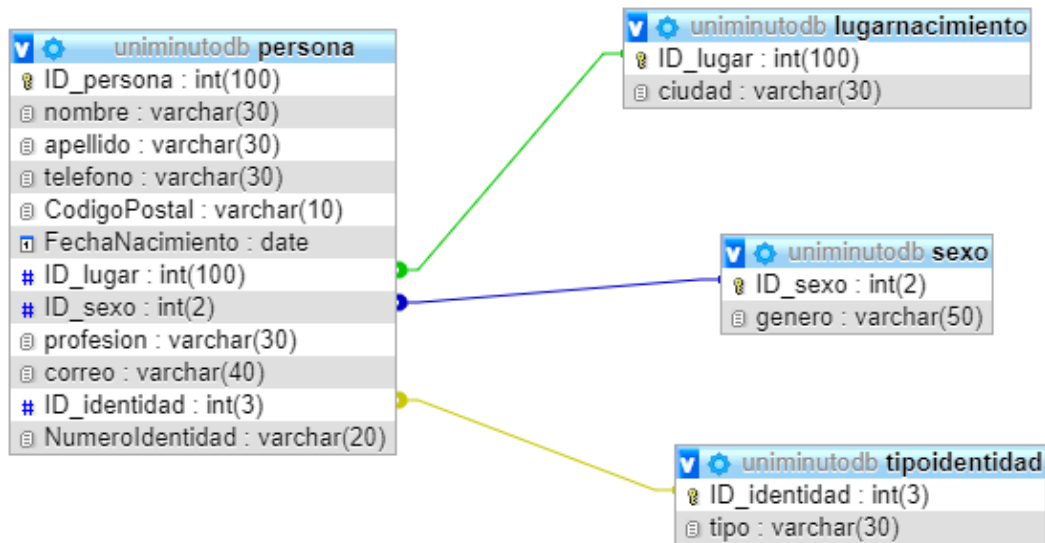 uniminutodb persona
ID_persona : int(100)
nombre : varchar(30)
apellido : varchar(30)
telefono : varchar(30)
CodigoPostal : varchar(10)
FechaNacimiento : date
ID_lugar : int(100)
ID_sexo : int(2)
profesion : varchar(30)
correo : varchar(40)
ID_identidad : int(3)
NumeroIdentidad : varchar(20)
uniminutodb lugarnacimiento
ID_lugar : int(100)
ciudad : varchar(30)
uniminutodb sexo
ID_sexo : int(2)
genero : varchar(50)
uniminutodb tipoidentidad
ID_identidad : int(3)
tipo : varchar(30)